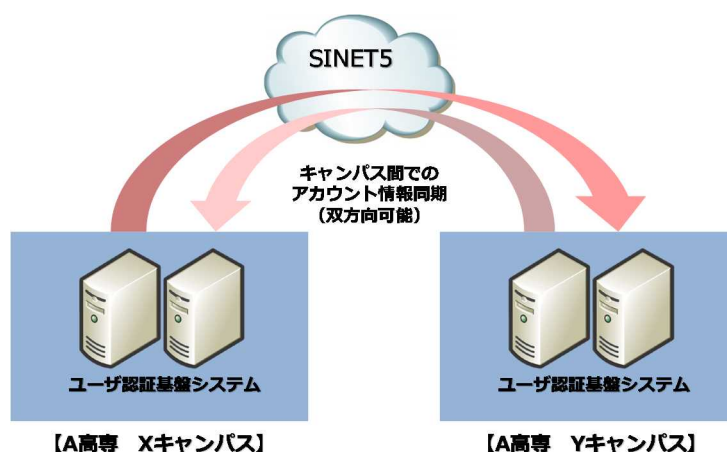 SINET5
キャンパス間での
アカウント情報同期
（双方向可能）
ユーザ認証基盤システム
ユーザ認証基盤システム
【A高専　Xキャンパス】
【A高専　Yキャンパス】